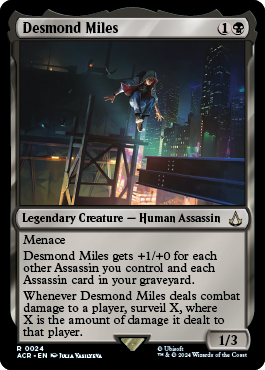 Desmond Miles 1
Legendary Creature — Human Assassin
Menace
Desmond Miles gets +1/+0 for each
other Assassin you control and each
Assassin card in your graveyard.
Whenever Desmond Miles deals combat
damage to a player, surveil X, where
X is the amount of damage it dealt to
that player.
1/3
R 0024
ACR • EN Julia Vasilyeva
© Ubisoft
™ & © 2024 Wizards of the Coast